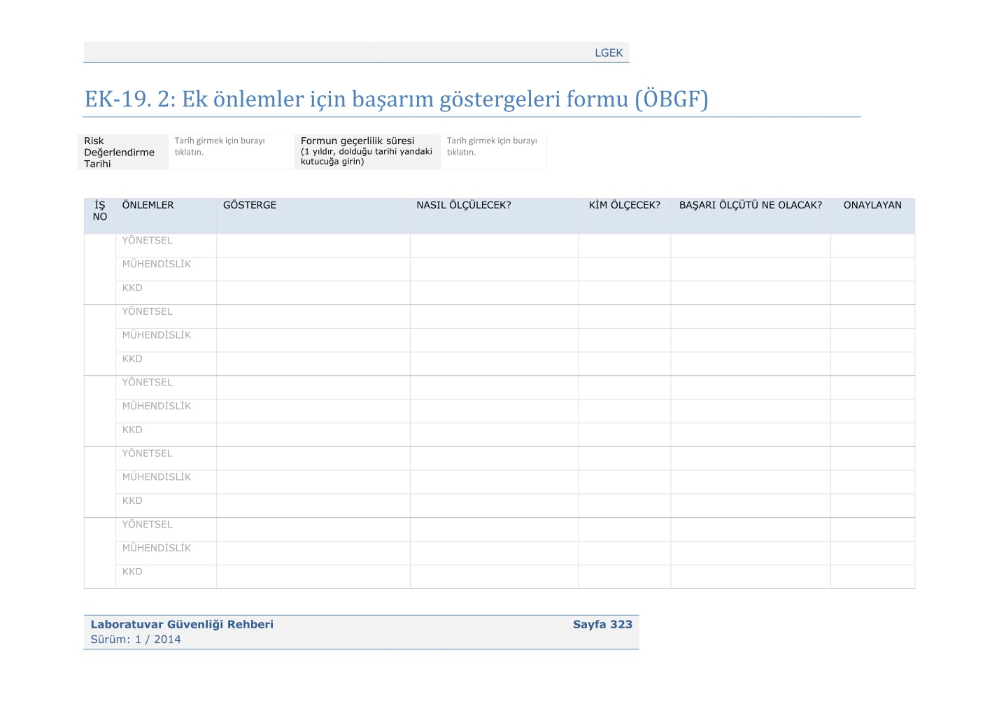 LGEK
EK-19. 2: Ek önlemler için başarım göstergeleri formu (ÖBGF)
Risk
Değerlendirme
Tarihi
Tarih girmek için burayı
tıklatın.
Formun geçerlilik süresi
(1 yıldır, dolduğu tarihi yandaki
kutucuğa girin)
Tarih girmek için burayı
tıklatın.
İŞ
NO
ÖNLEMLER
GÖSTERGE
NASIL ÖLÇÜLECEK?
KİM ÖLÇECEK?
BAŞARI ÖLÇÜTÜ NE OLACAK?
ONAYLAYAN
YÖNETSEL
MÜHENDİSLİK
KKD
YÖNETSEL
MÜHENDİSLİK
KKD
YÖNETSEL
MÜHENDİSLİK
KKD
YÖNETSEL
MÜHENDİSLİK
KKD
YÖNETSEL
MÜHENDİSLİK
KKD
Laboratuvar Güvenliği Rehberi
Sayfa 323
Sürüm: 1 / 2014